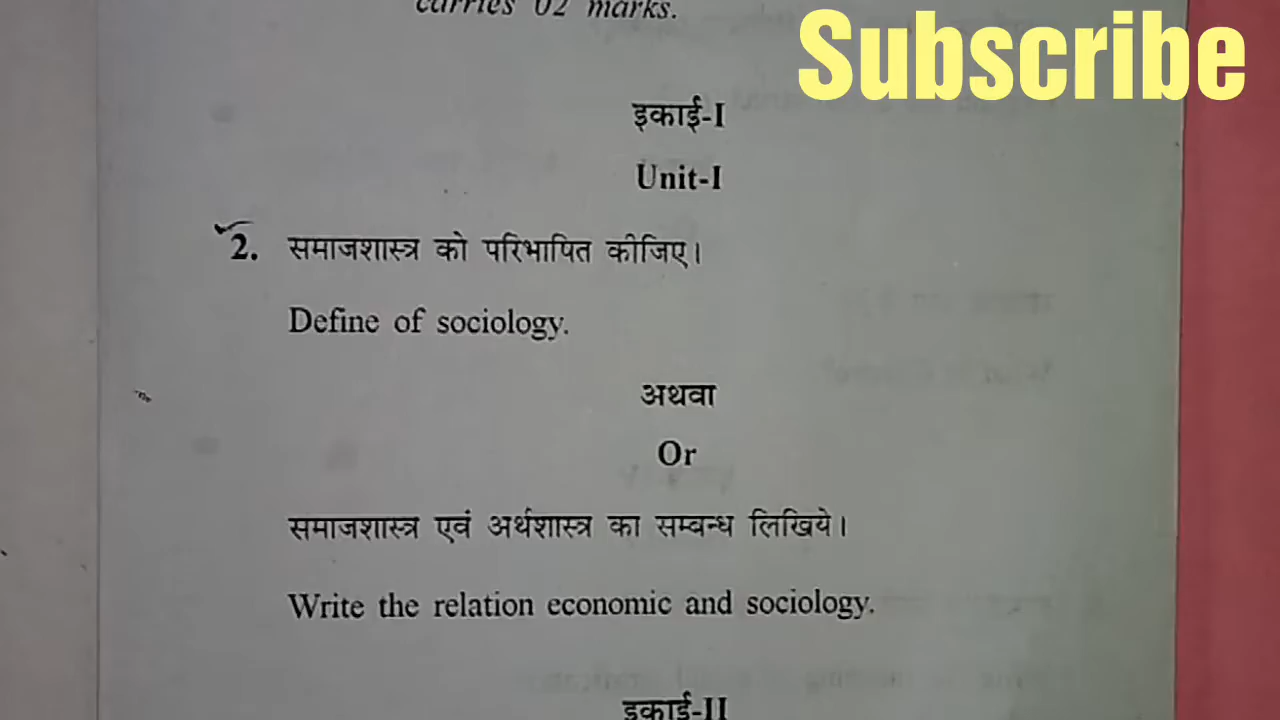 carries 02 marks.
Subscribe
इकाई-I
Unit-I
2. समाजशास्त्र को परिभाषित कीजिए।
Define of sociology.
अथवा
Or
समाजशास्त्र एवं अर्थशास्त्र का सम्बन्ध लिखिये।
Write the relation economic and sociology.
इकाई-II